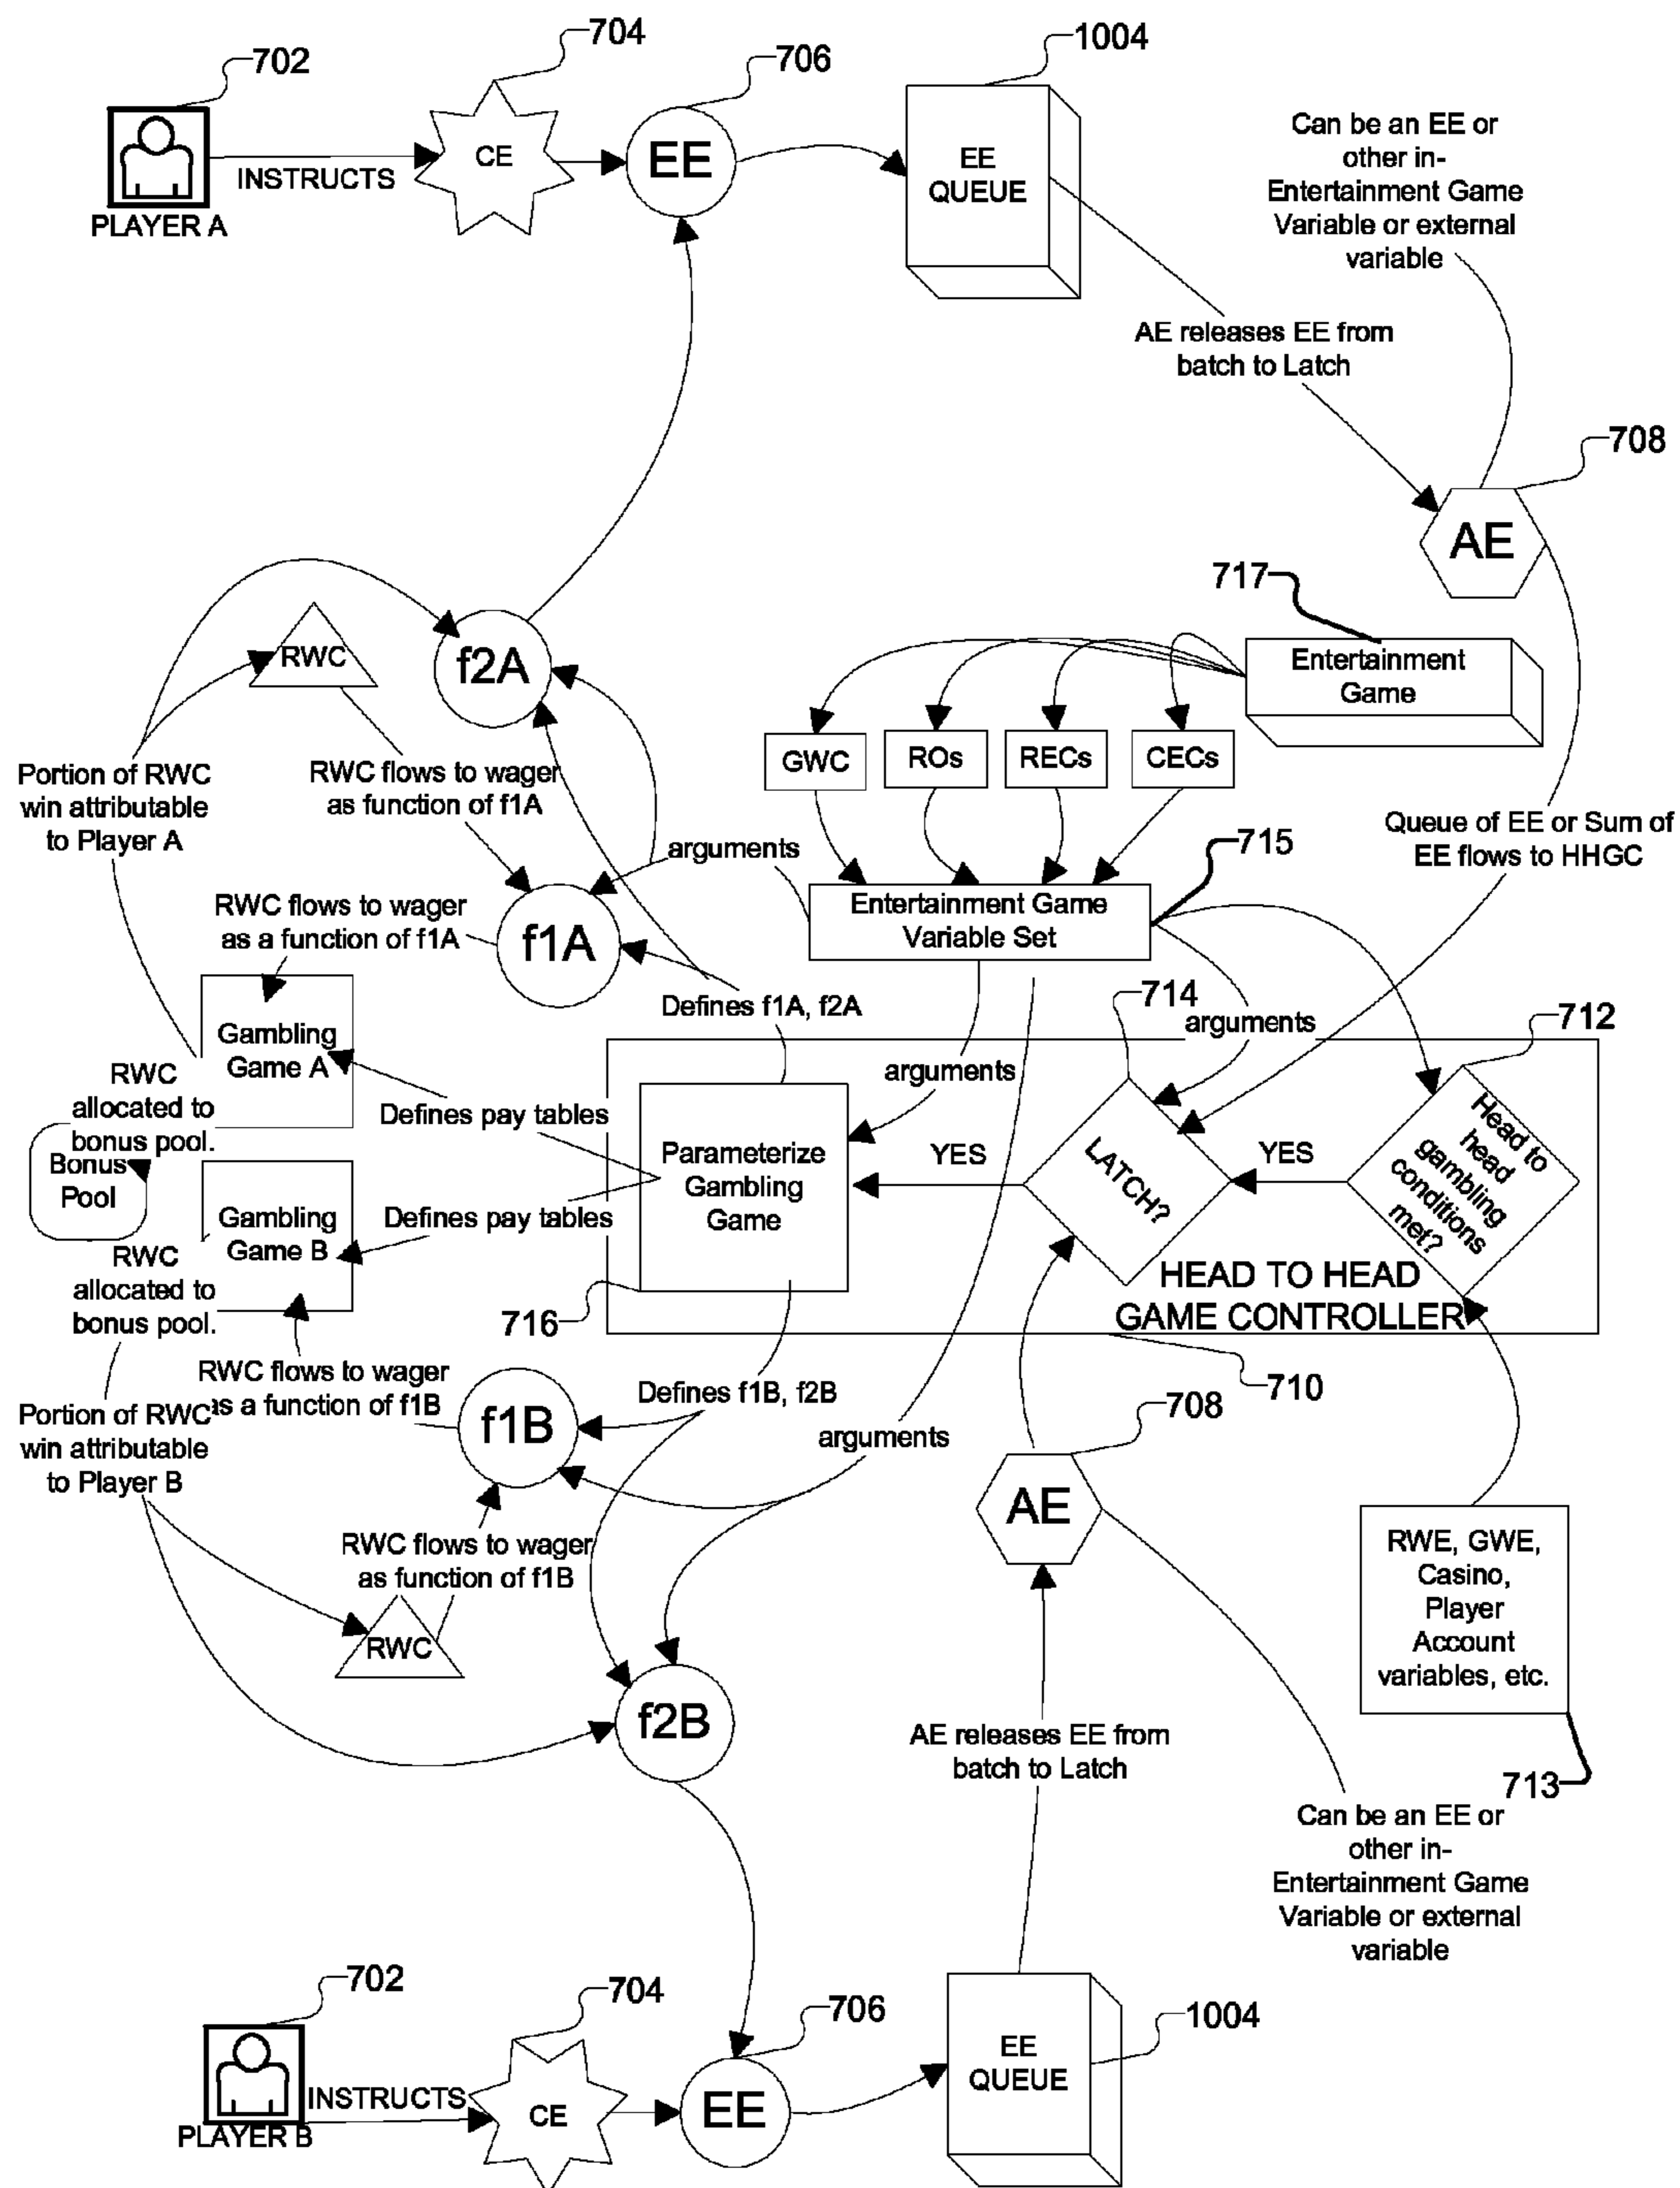 702
704
706
1004
PLAYER A
INSTRUCTS
CE
EE
EE
QUEUE
Can be an EE or
other in-
Entertainment Game
Variable or external
variable
AE releases EE from
batch to Latch
708
AE
717
Entertainment
Game
RWC
f2A
GWC
ROs
RECs
CECs
Portion of RWC
win attributable
to Player A
RWC flows to wager
as function of f1A
Queue of EE or Sum of
EE flows to HHGC
arguments
715
Entertainment Game
Variable Set
RWC flows to wager
as a function of f1A
f1A
Defines f1A, f2A
714
arguments
712
Gambling
Game A
RWC
allocated to
bonus pool.
Bonus
Pool
Defines pay tables
arguments
Parameterize
Gambling
Game
YES
LATCH?
YES
Head to
head
gambling
conditions
met?
Gambling
Game B
Defines pay tables
RWC
allocated to
bonus pool.
HEAD TO HEAD
GAME CONTROLLER
716
710
RWC flows to wager
as a function of f1B
f1B
Defines f1B, f2B
708
Portion of RWC
win attributable
to Player B
arguments
AE
RWC flows to wager
as function of f1B
RWC
RWE, GWE,
Casino,
Player
Account
variables, etc.
f2B
AE releases EE from
batch to Latch
713
Can be an EE or
other in-
Entertainment Game
Variable or external
variable
702
704
706
1004
PLAYER B
INSTRUCTS
CE
EE
EE
QUEUE